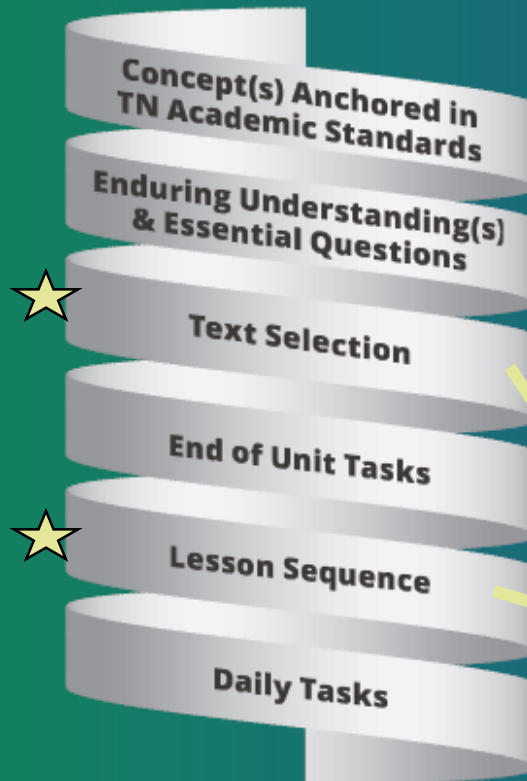 Concept(s) Anchored in
TN Academic Standards
Enduring Understanding(s)
& Essential Questions
Text Selection
End of Unit Tasks
Lesson Sequence
Daily Tasks